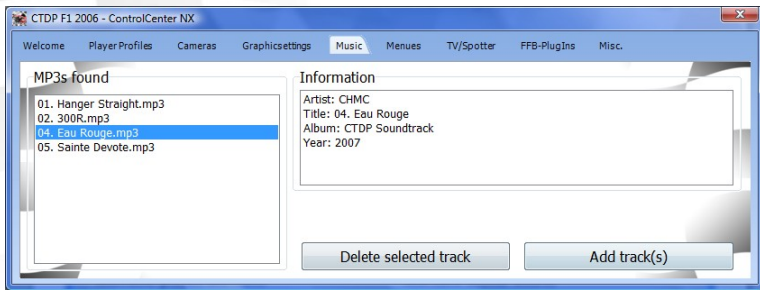 CTDP F1 2006 - ControlCenter NX
Welcome PlayerProfiles Cameras Graphicsettings Music Menues TV/Spotter FFB-PlugIns Misc.
MP3s found
01. Hanger Straight.mp3
02. 300R.mp3
04. Eau Rouge.mp3
05. Sainte Devote.mp3
Information
Artist: CHMC
Title: 04. Eau Rouge
Album: CTDP Soundtrack
Year: 2007
Delete selected track
Add track(s)